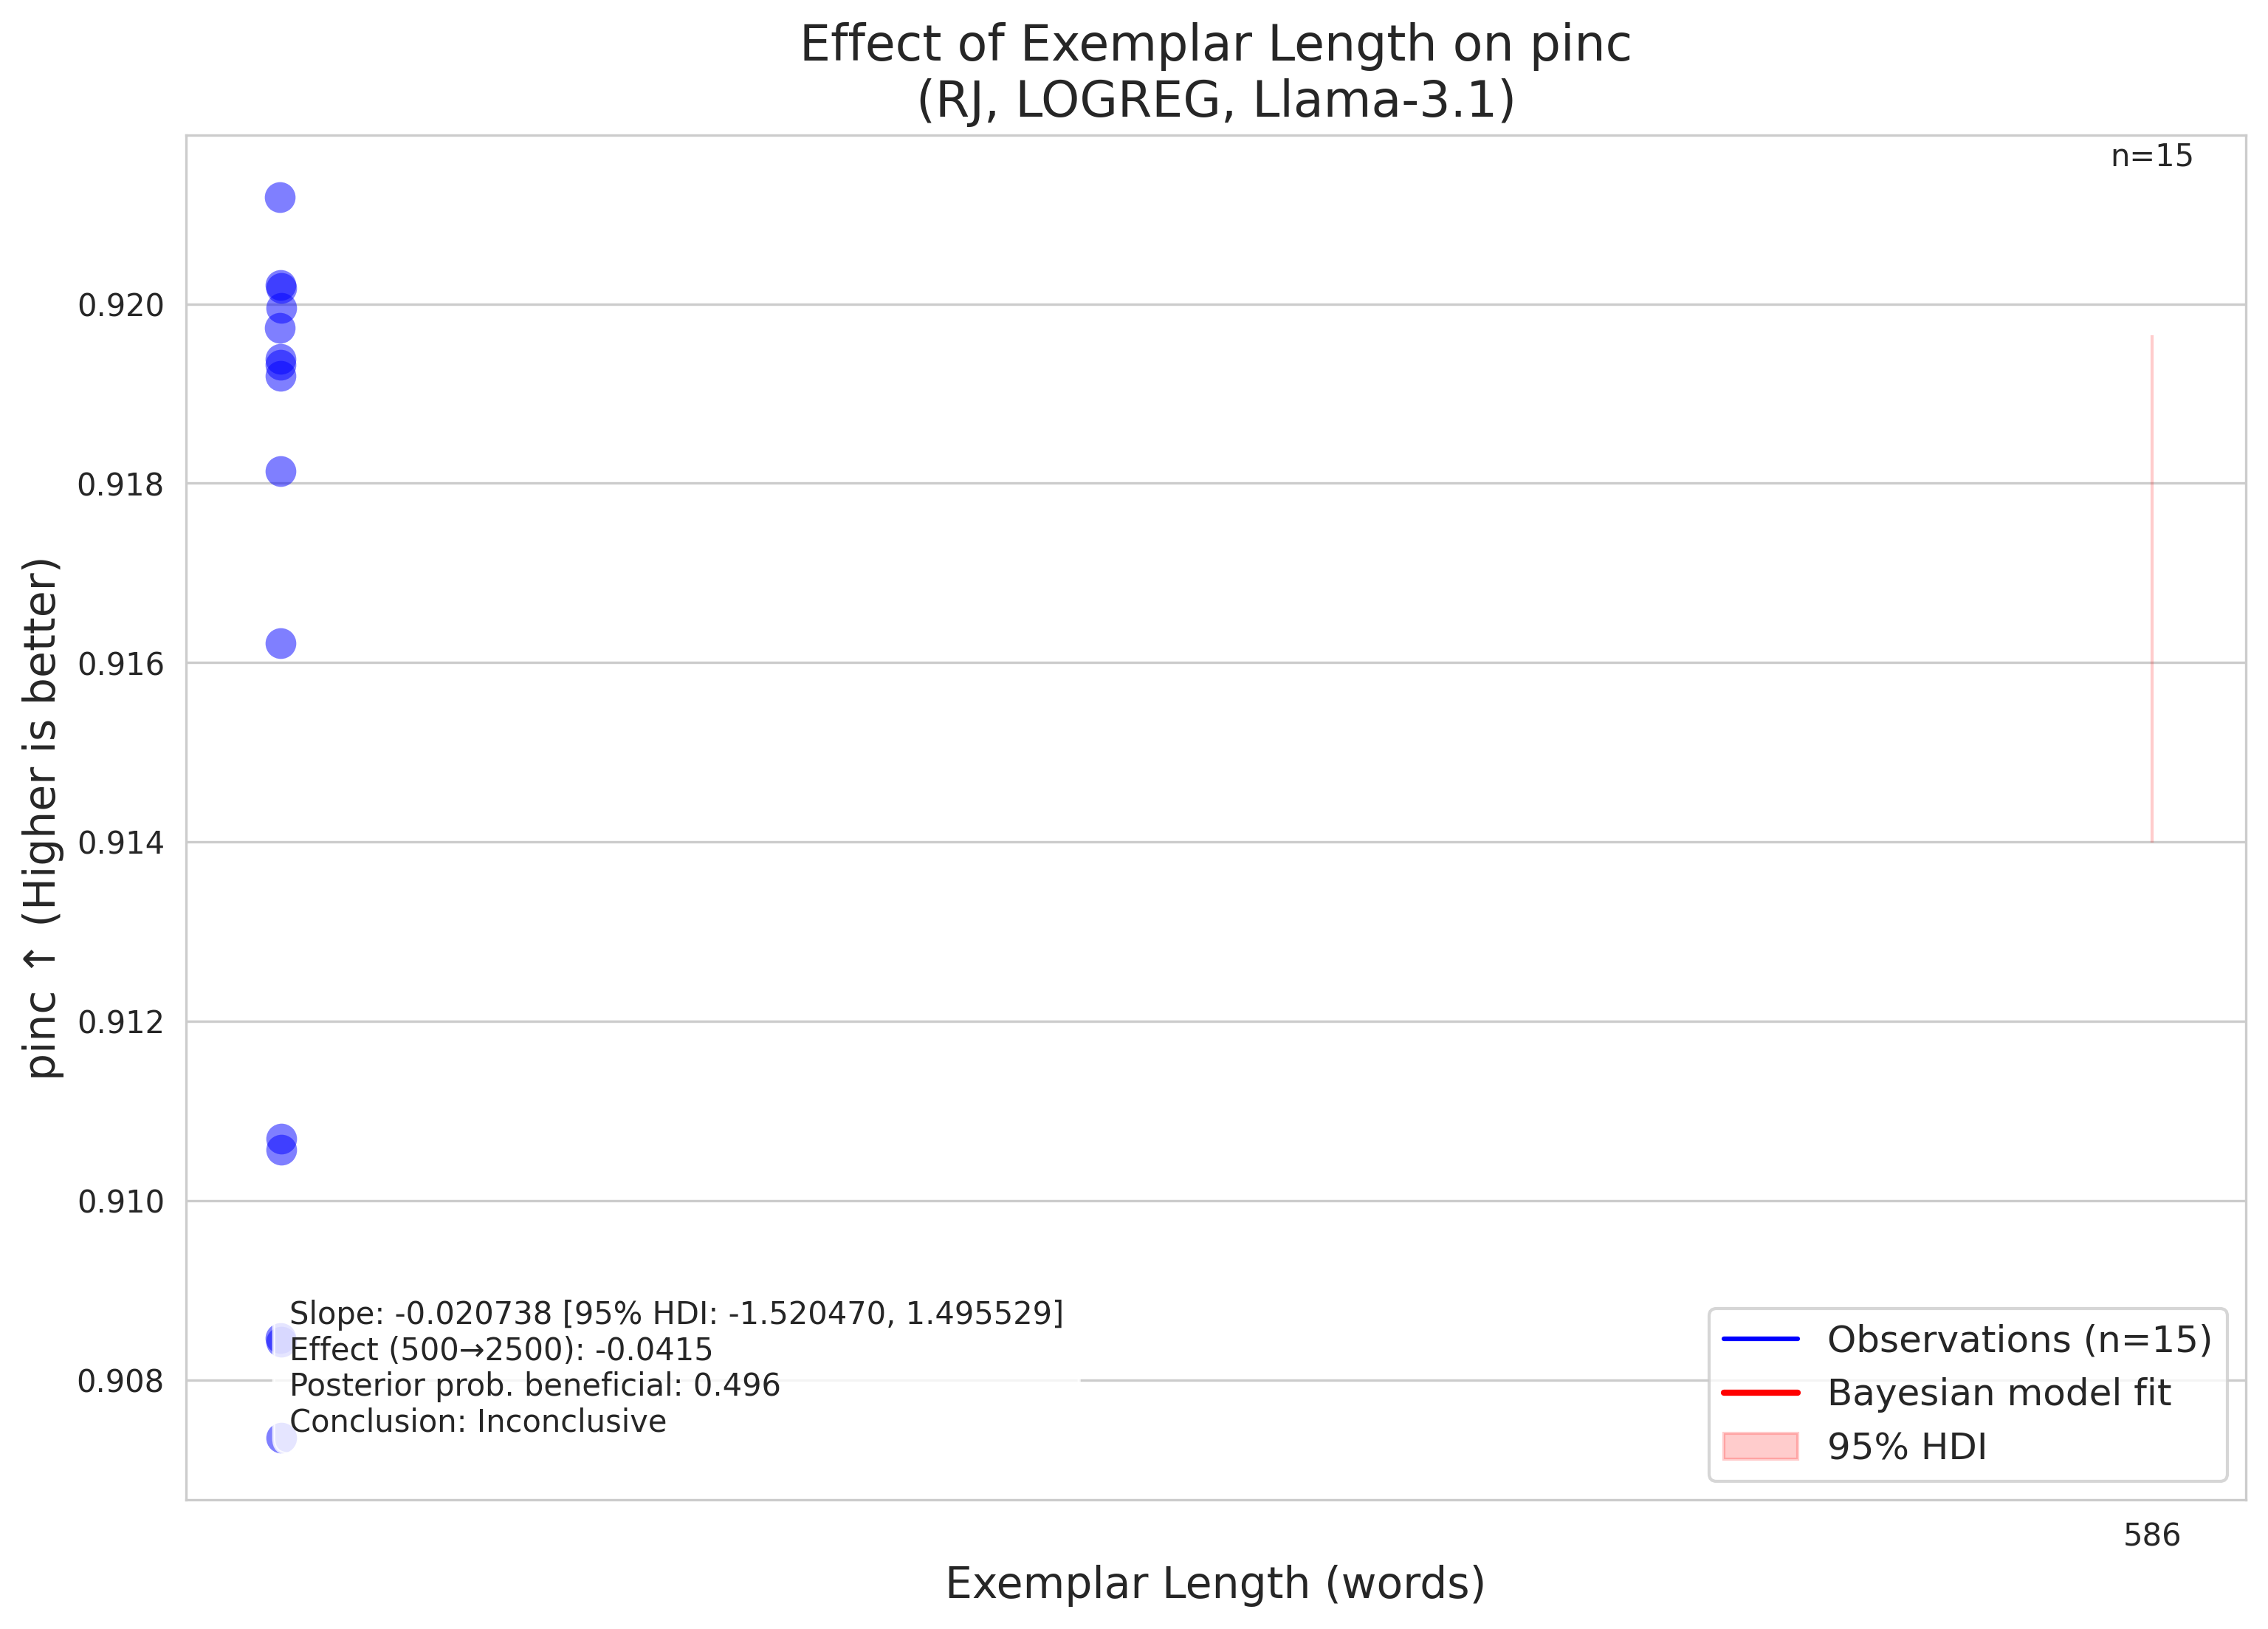 Effect of Exemplar Length on pinc
(RJ, LOGREG, Llama-3.1)
n=15
pinc ↑ (Higher is better)
0.920
0.918
0.916
0.914
0.912
0.910
0.908
Slope: -0.020738 [95% HDI: -1.520470, 1.495529]
Effect (500→2500): -0.0415
Posterior prob. beneficial: 0.496
Conclusion: Inconclusive
Observations (n=15)
Bayesian model fit
95% HDI
586
Exemplar Length (words)